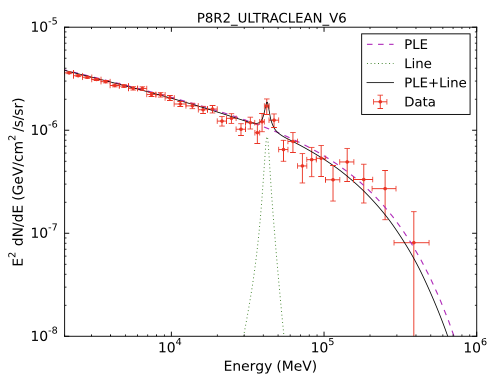 P8R2_ULTRACLEAN_V6
10^-5
10^-6
10^-7
10^-8
E^2 dN/dE (GeV/cm^2/s/sr)
PLE
Line
PLE+Line
Data
10^4
10^5
10^6
Energy (MeV)